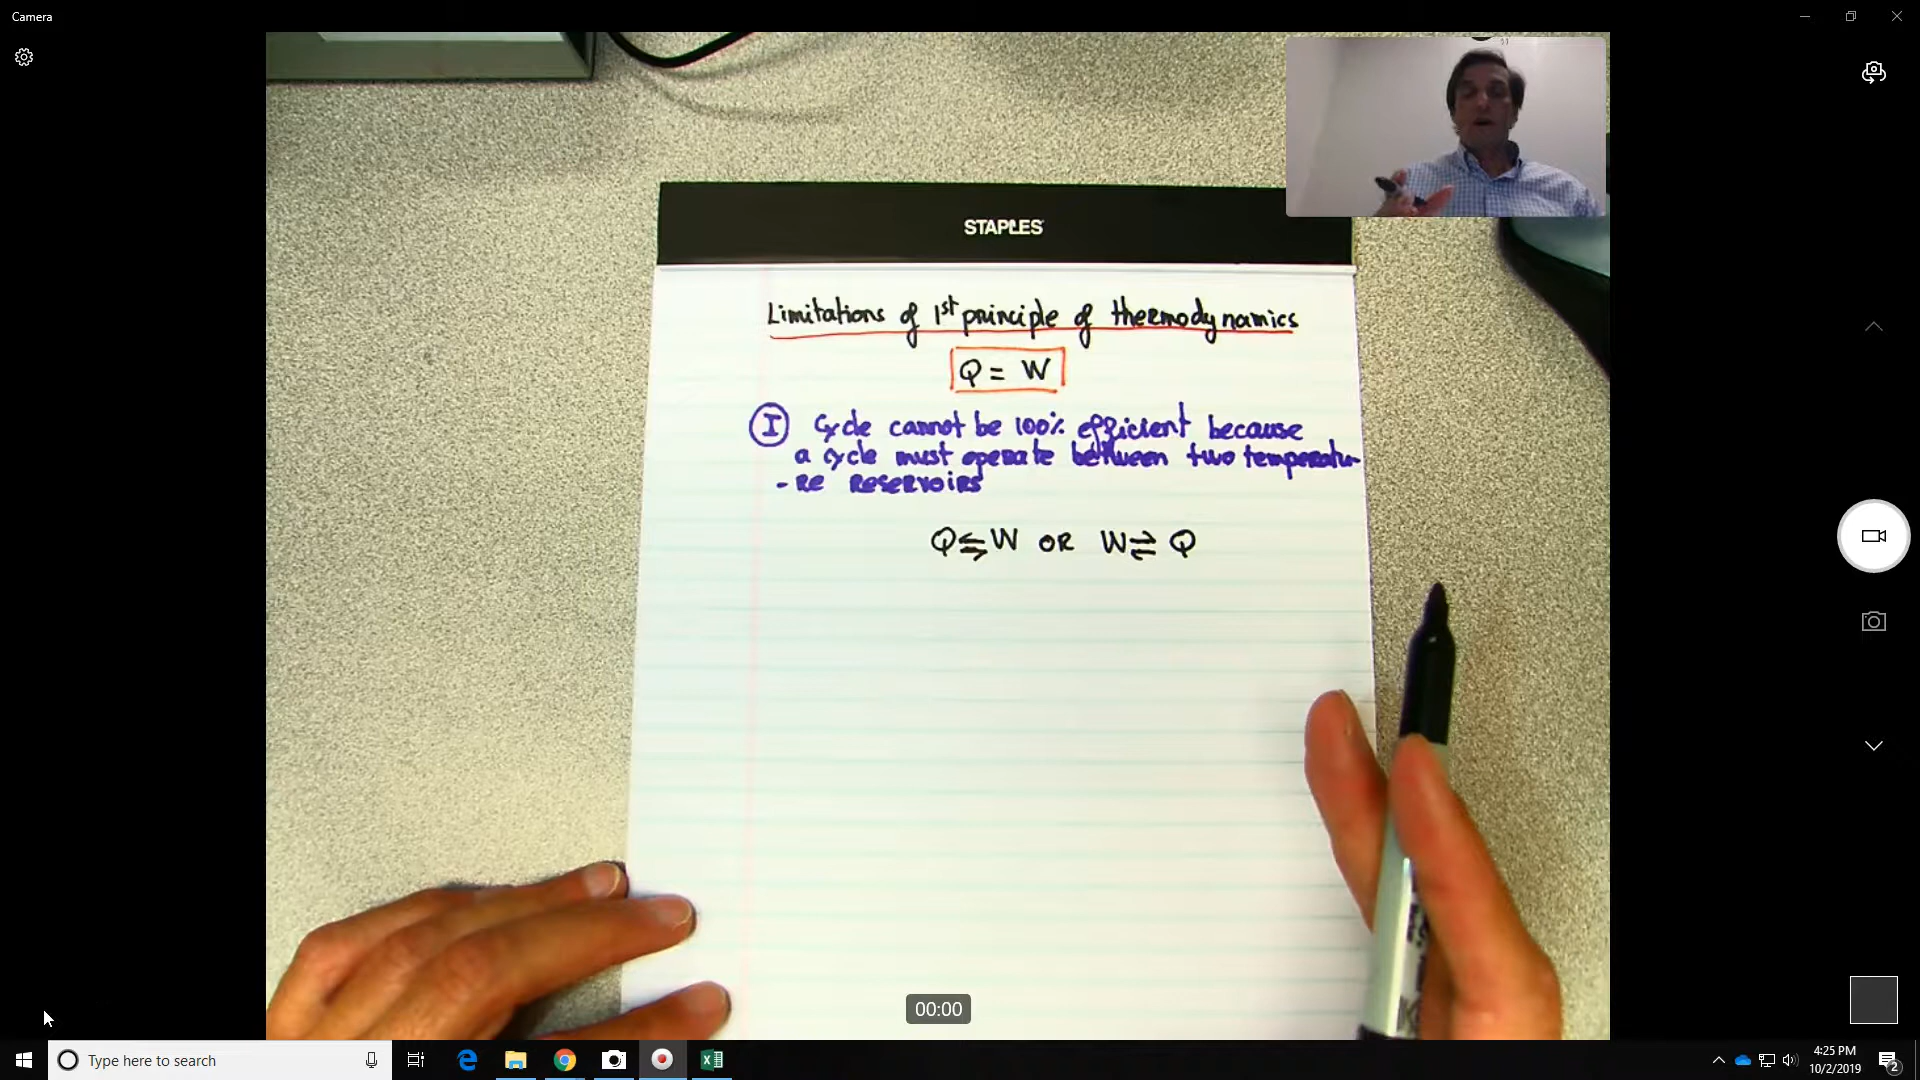 Camera
STAPLES
Limitations of 1st principle of thermodynamics
Q = W
I Cycle cannot be 100% efficient because
a cycle must operate between two temperatu-
-re reservoirs
Q ⇆ W OR W ⇄ Q
00:00
Type here to search
4:25 PM
10/2/2019
2